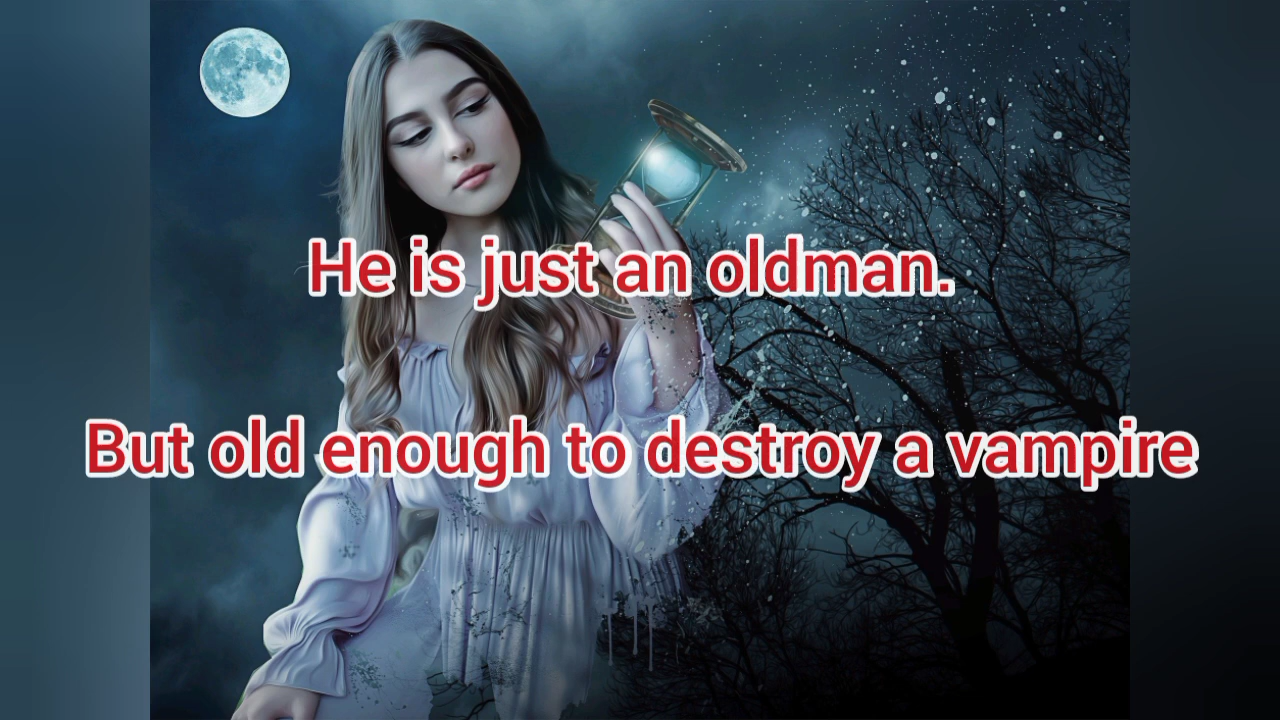 He is just an oldman.
But old enough to destroy a vampire